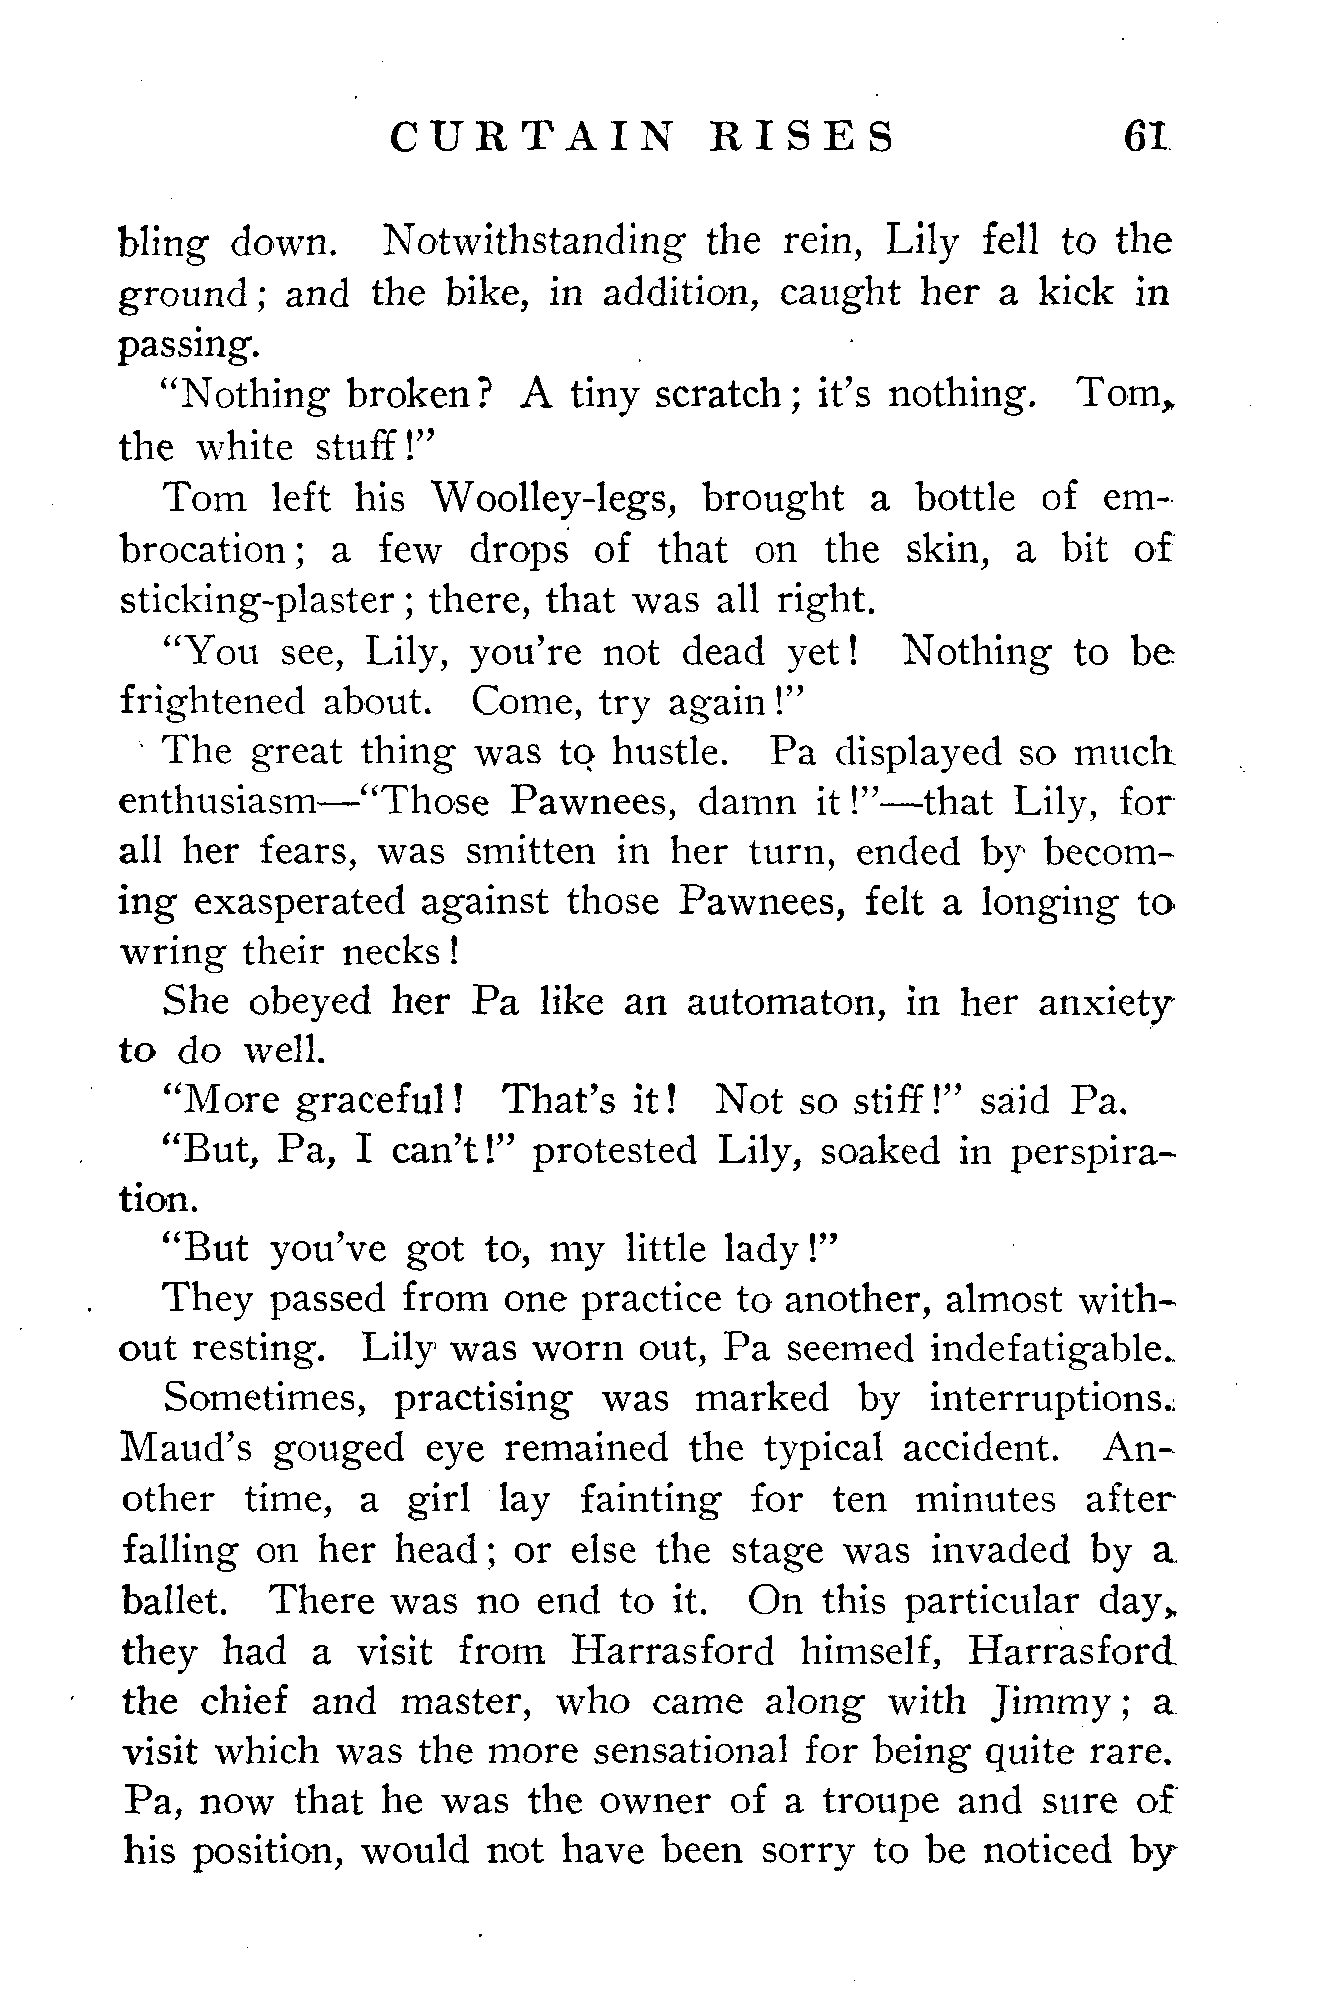 CURTAIN RISES 61
bling down. Notwithstanding the rein, Lily fell to the
ground; and the bike, in addition, caught her a kick in
passing.
"Nothing broken? A tiny scratch; it's nothing. Tom,
the white stuff!"
Tom left his Woolley-legs, brought a bottle of em-
brocation; a few drops of that on the skin, a bit of
sticking-plaster; there, that was all right.
"You see, Lily, you're not dead yet! Nothing to be
frightened about. Come, try again!"
The great thing was to hustle. Pa displayed so much
enthusiasm—"Those Pawnees, damn it!"—that Lily, for
all her fears, was smitten in her turn, ended by becom-
ing exasperated against those Pawnees, felt a longing to
wring their necks!
She obeyed her Pa like an automaton, in her anxiety
to do well.
"More graceful! That's it! Not so stiff!" said Pa.
"But, Pa, I can't!" protested Lily, soaked in perspira-
tion.
"But you've got to, my little lady!"
They passed from one practice to another, almost with-
out resting. Lily was worn out, Pa seemed indefatigable.
Sometimes, practising was marked by interruptions.
Maud's gouged eye remained the typical accident. An-
other time, a girl lay fainting for ten minutes after
falling on her head; or else the stage was invaded by a
ballet. There was no end to it. On this particular day,
they had a visit from Harrasford himself, Harrasford
the chief and master, who came along with Jimmy; a
visit which was the more sensational for being quite rare.
Pa, now that he was the owner of a troupe and sure of
his position, would not have been sorry to be noticed by